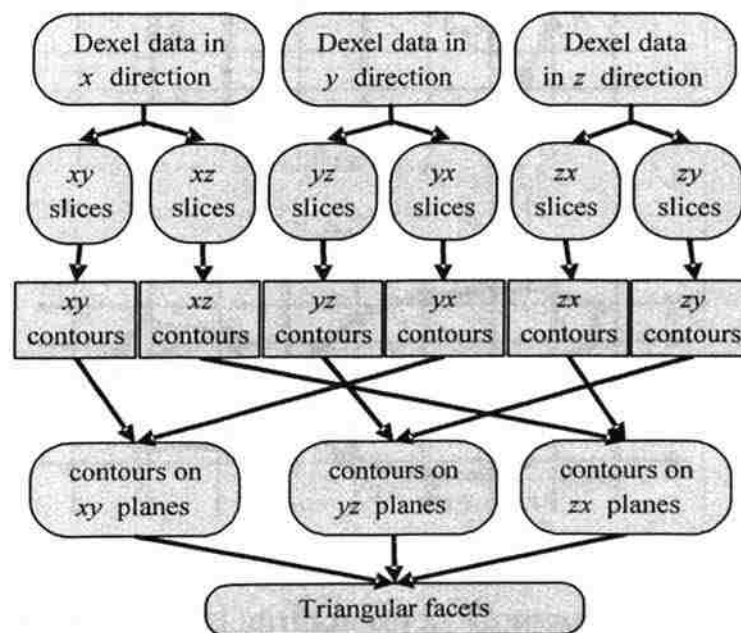 Dexel data in
x direction
Dexel data in
y direction
Dexel data
in z direction
xy
slices
xz
slices
yz
slices
yx
slices
zx
slices
zy
slices
xy
contours
xz
contours
yz
contours
yx
contours
zx
contours
zy
contours
contours on
xy planes
contours on
yz planes
contours on
zx planes
Triangular facets